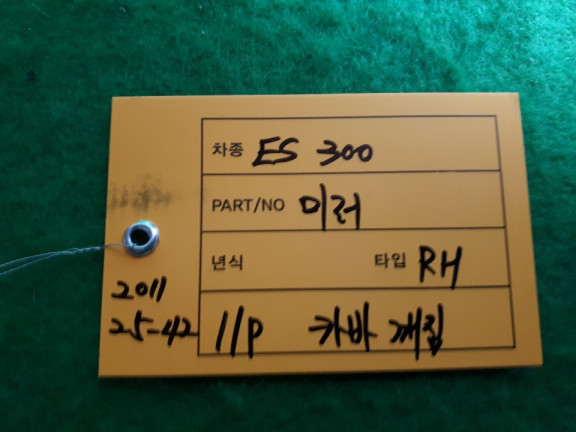 차종 ES 300
PART/NO 미러
년식 타입 RH
2011
25-42
11P 카바 깨짐